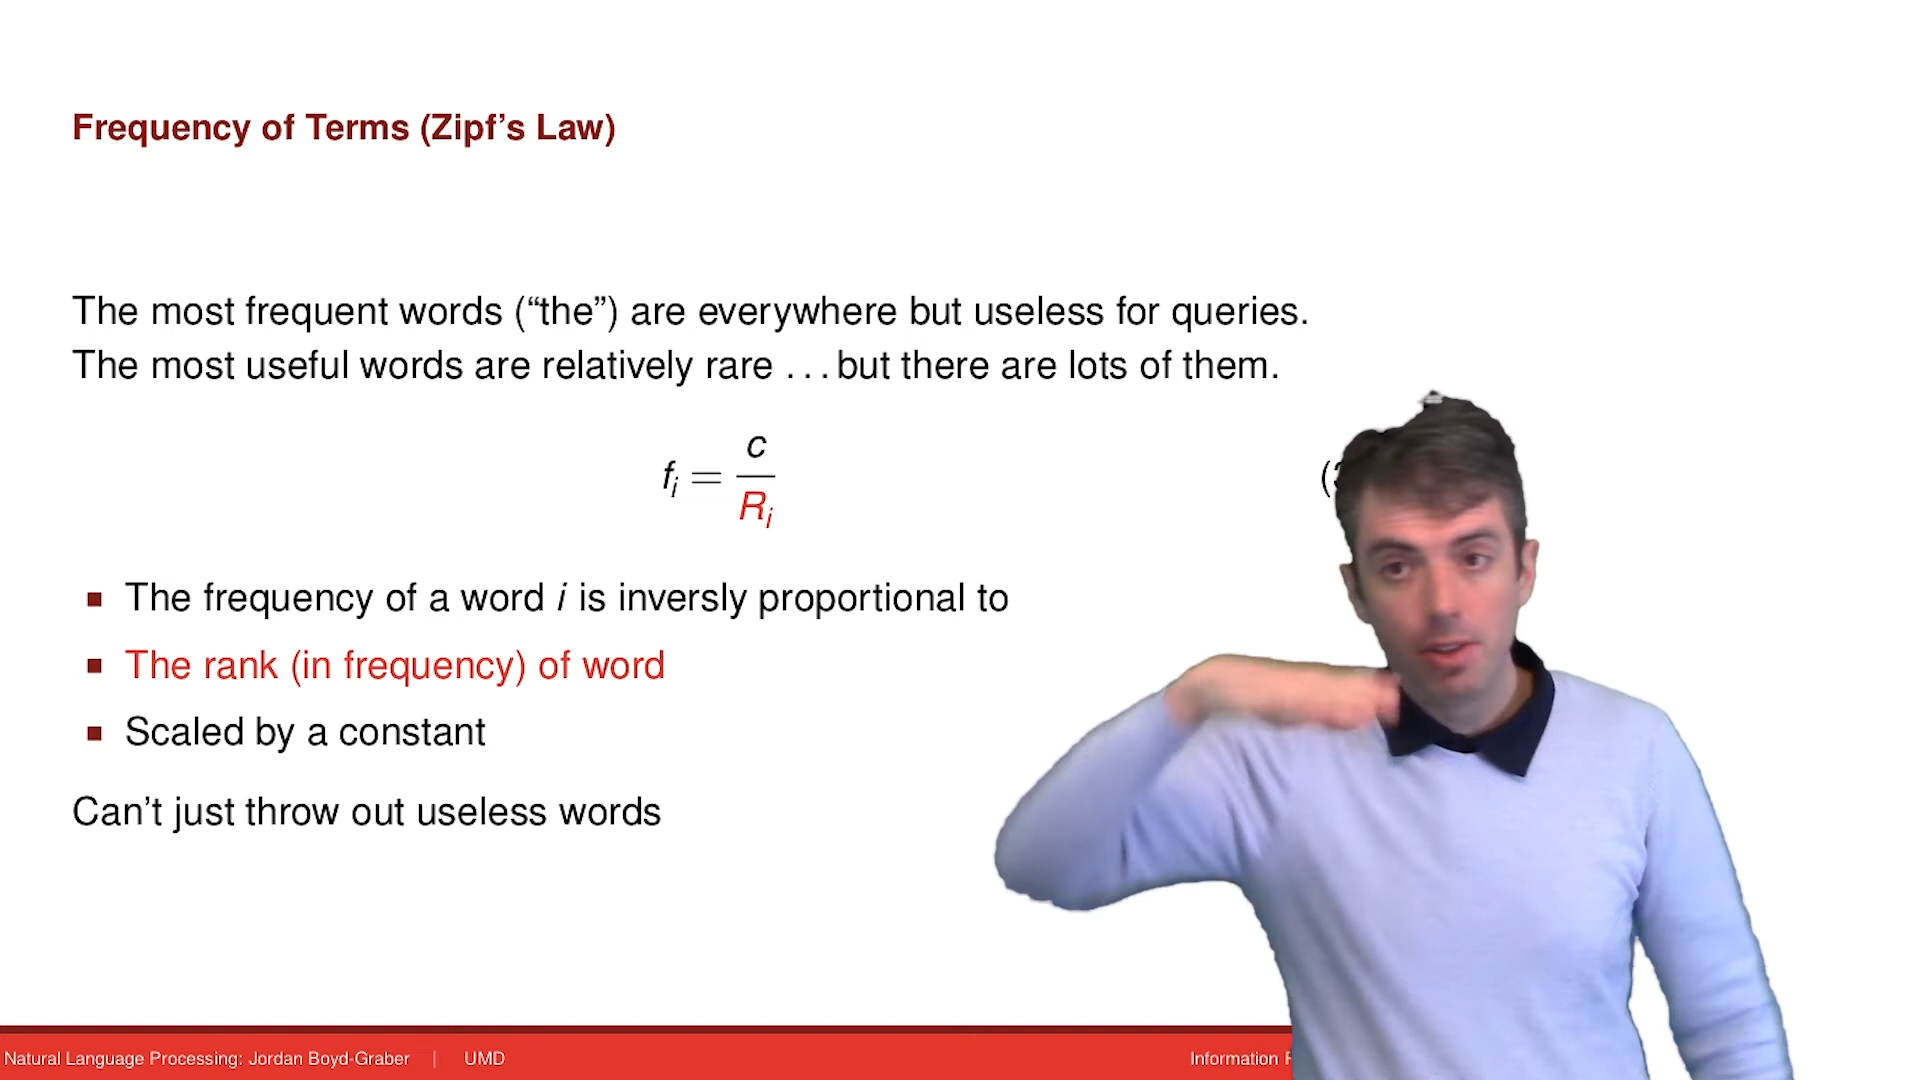 Frequency of Terms (Zipf's Law)
The most frequent words (“the”) are everywhere but useless for queries.
The most useful words are relatively rare ... but there are lots of them.
f_i = c / R_i
■ The frequency of a word i is inversly proportional to
■ The rank (in frequency) of word
■ Scaled by a constant
Can't just throw out useless words
Natural Language Processing: Jordan Boyd-Graber | UMD
Information